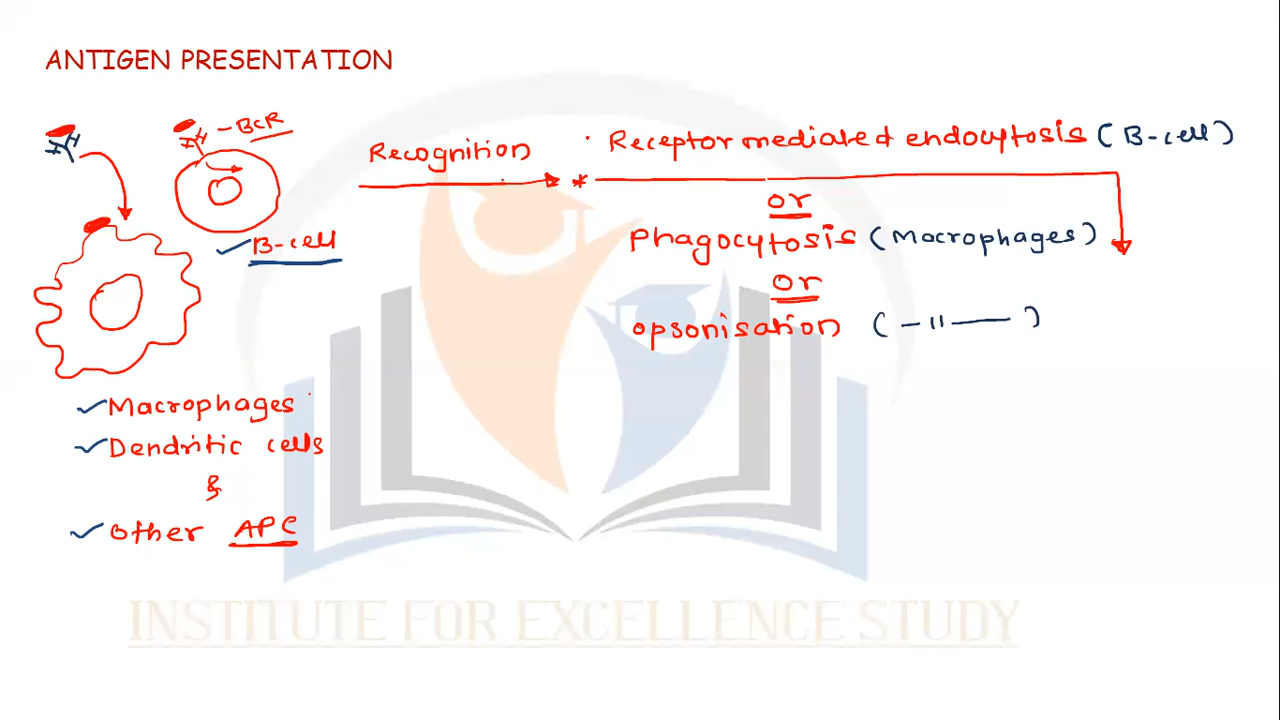 ANTIGEN PRESENTATION
- BCR
B-cell
Recognition
Receptor mediated endocytosis (B-cell)
or
Phagocytosis (Macrophages)
or
opsonisation ( — 11 —— )
Macrophages
Dendritic cells
&
Other APC
INSTITUTE FOR EXCELLENCE STUDY